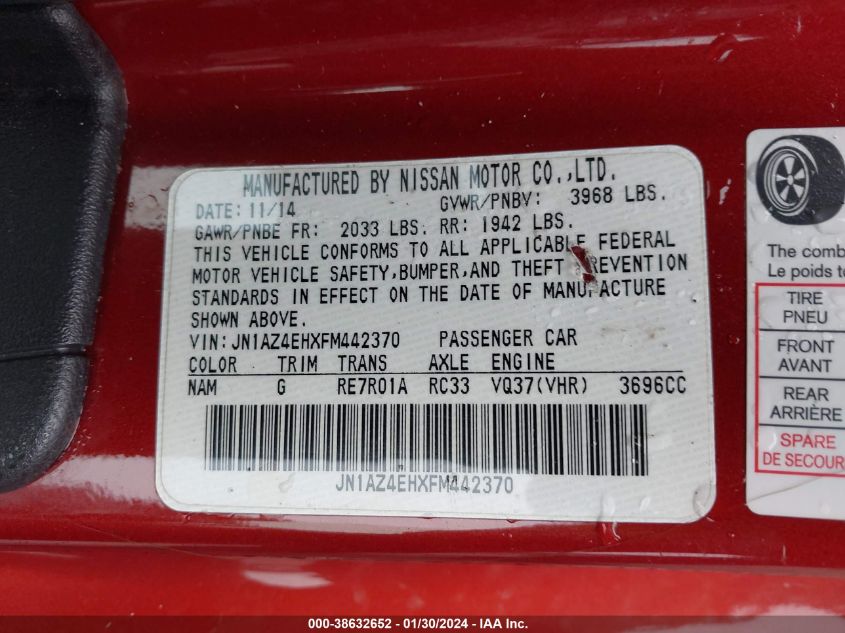 MANUFACTURED BY NISSAN MOTOR CO.,LTD.
DATE: 11/14 GVWR/PNBV: 3968 LBS.
GAWR/PNBE FR: 2033 LBS. RR: 1942 LBS.
THIS VEHICLE CONFORMS TO ALL APPLICABLE FEDERAL
MOTOR VEHICLE SAFETY,BUMPER,AND THEFT REVENTION
STANDARDS IN EFFECT ON THE DATE OF MANUFACTURE
SHOWN ABOVE.
VIN:JN1AZ4EHXFM442370 PASSENGER CAR
COLOR TRIM TRANS AXLE ENGINE
NAM G RE7R01A RC33 VQ37(VHR) 3696CC
JN1AZ4EHXFM442370
The comb
Le poids t
TIRE
PNEU
FRONT
AVANT
REAR
ARRIÈRE
SPARE
DE SECOUR
000-38632652 - 01/30/2024 - IAA Inc.